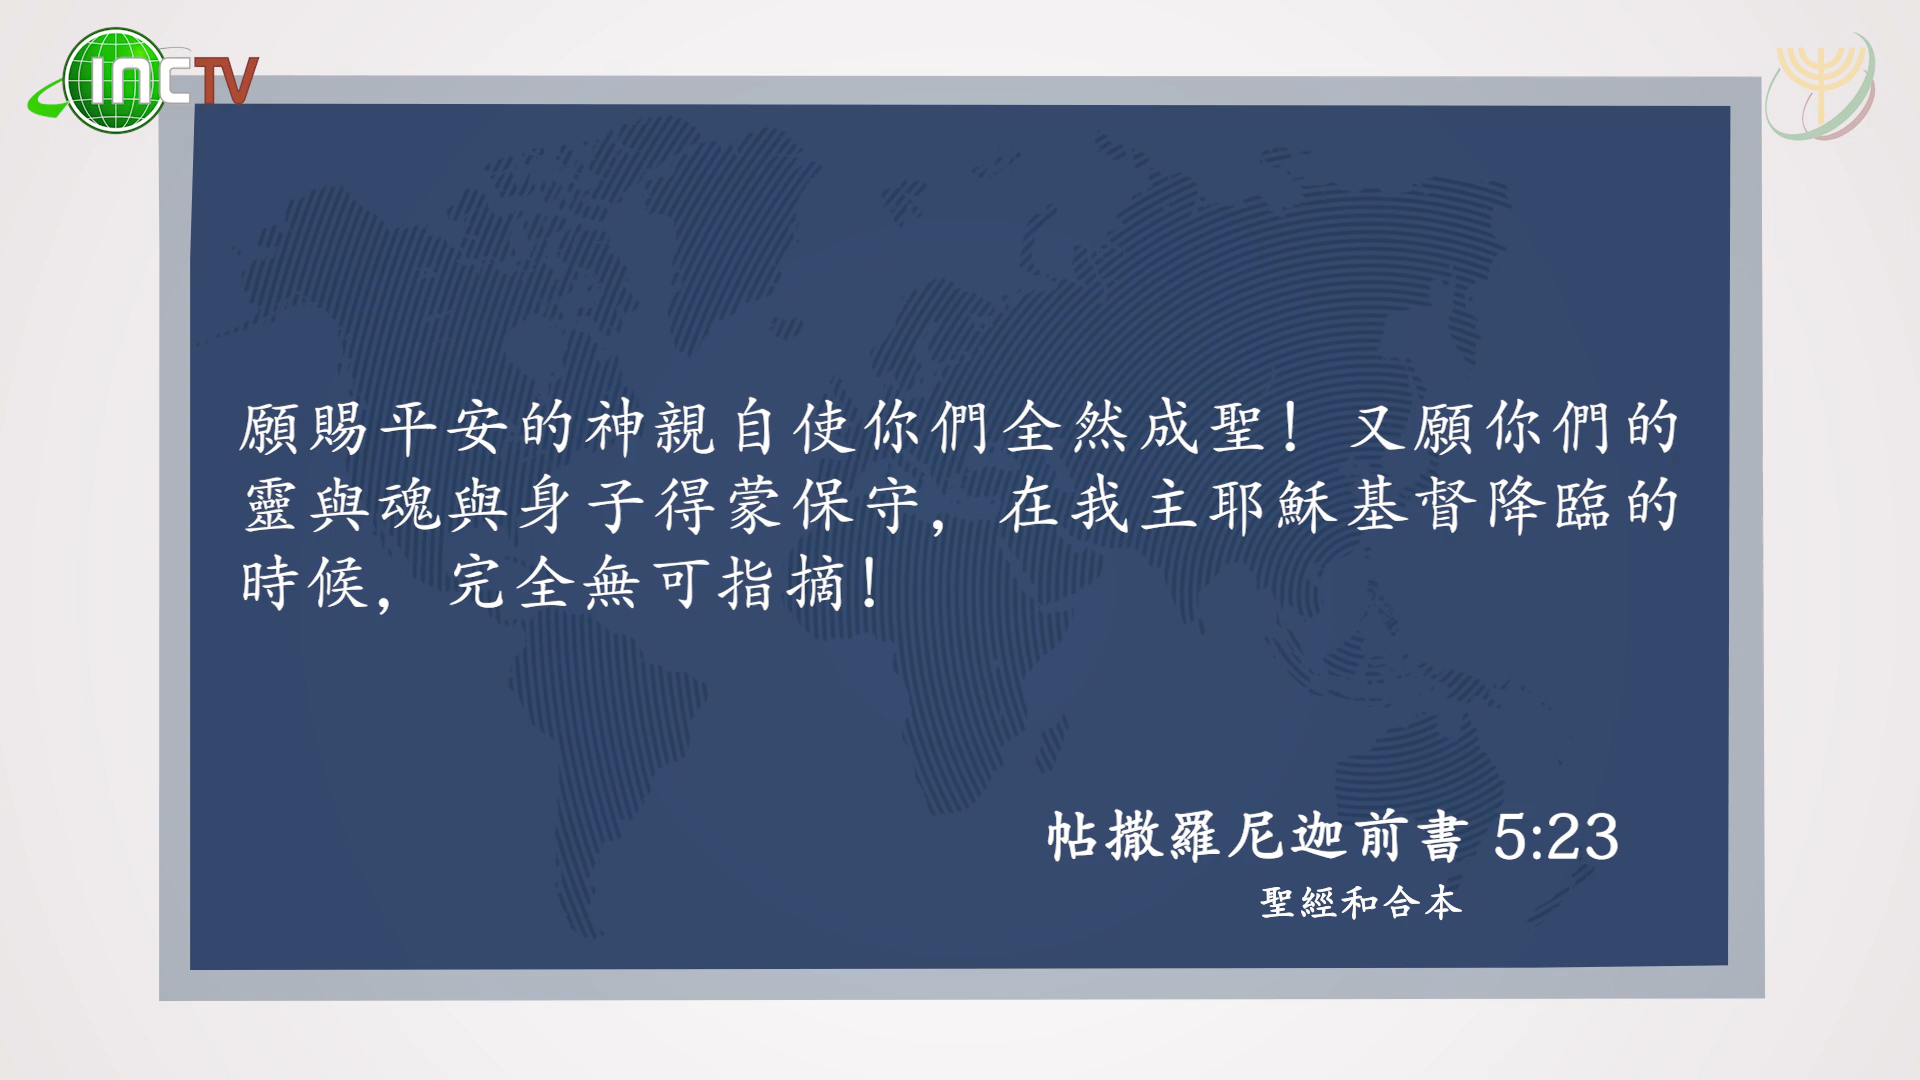 INCTV
願賜平安的神親自使你們全然成聖！又願你們的
靈與魂與身子得蒙保守，在我主耶穌基督降臨的
時候，完全無可指摘！
帖撒羅尼迦前書 5:23
聖經和合本